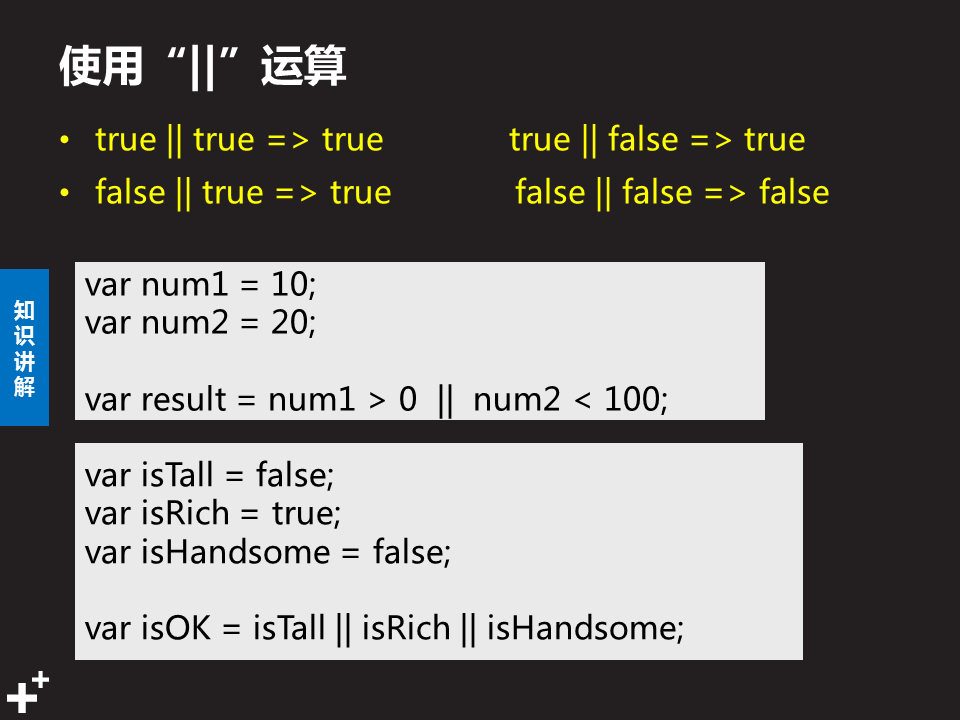 使用“||”运算
• true || true => true true || false => true
• false || true => true false || false => false
知
识
讲
解
var num1 = 10;
var num2 = 20;
var result = num1 > 0 || num2 < 100;
var isTall = false;
var isRich = true;
var isHandsome = false;
var isOK = isTall || isRich || isHandsome;